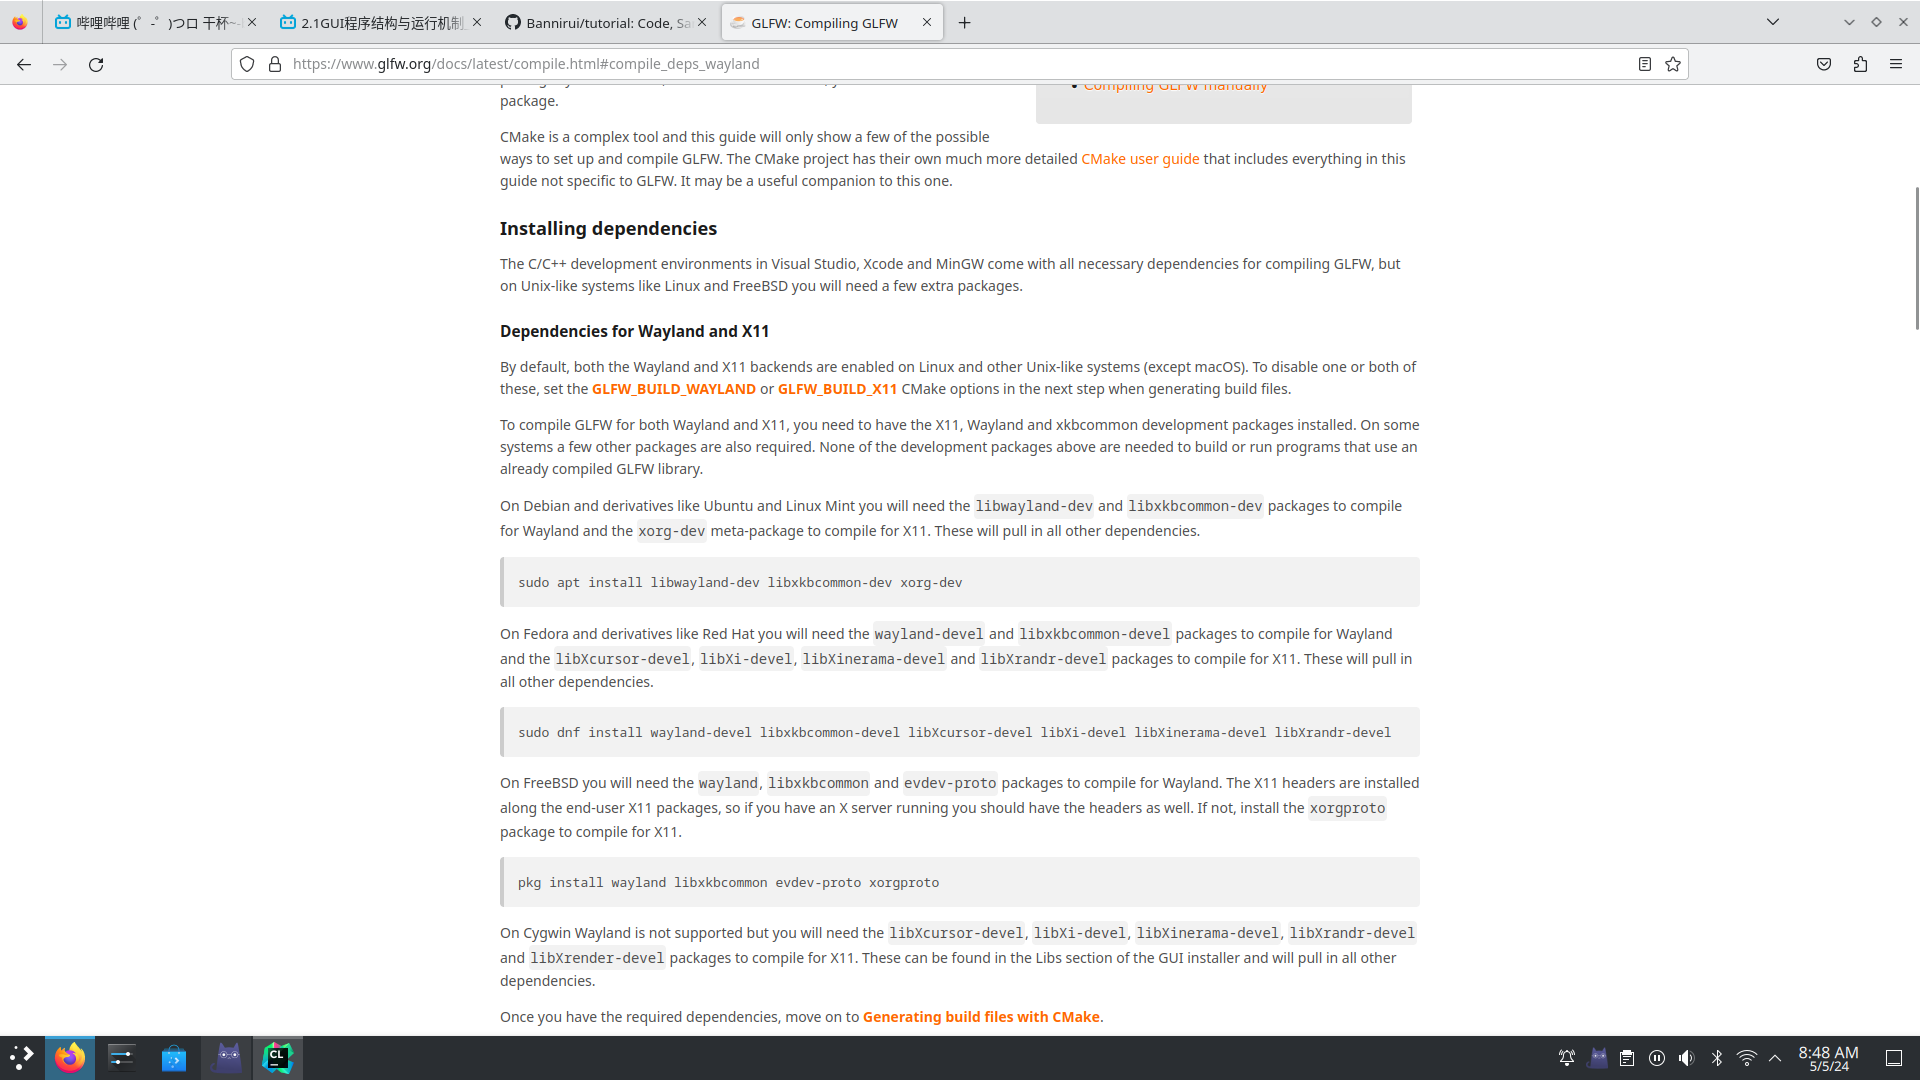 哔哩哔哩 (゜-゜)つロ 干杯~-
2.1GUI程序结构与运行机制_
Bannirui/tutorial: Code, Sa
GLFW: Compiling GLFW
https://www.glfw.org/docs/latest/compile.html#compile_deps_wayland
Compiling GLFW manually
package.
CMake is a complex tool and this guide will only show a few of the possible
ways to set up and compile GLFW. The CMake project has their own much more detailed CMake user guide that includes everything in this
guide not specific to GLFW. It may be a useful companion to this one.
Installing dependencies
The C/C++ development environments in Visual Studio, Xcode and MinGW come with all necessary dependencies for compiling GLFW, but
on Unix-like systems like Linux and FreeBSD you will need a few extra packages.
Dependencies for Wayland and X11
By default, both the Wayland and X11 backends are enabled on Linux and other Unix-like systems (except macOS). To disable one or both of
these, set the GLFW_BUILD_WAYLAND or GLFW_BUILD_X11 CMake options in the next step when generating build files.
To compile GLFW for both Wayland and X11, you need to have the X11, Wayland and xkbcommon development packages installed. On some
systems a few other packages are also required. None of the development packages above are needed to build or run programs that use an
already compiled GLFW library.
On Debian and derivatives like Ubuntu and Linux Mint you will need the libwayland-dev and libxkbcommon-dev packages to compile
for Wayland and the xorg-dev meta-package to compile for X11. These will pull in all other dependencies.
sudo apt install libwayland-dev libxkbcommon-dev xorg-dev
On Fedora and derivatives like Red Hat you will need the wayland-devel and libxkbcommon-devel packages to compile for Wayland
and the libXcursor-devel, libXi-devel, libXinerama-devel and libXrandr-devel packages to compile for X11. These will pull in
all other dependencies.
sudo dnf install wayland-devel libxkbcommon-devel libXcursor-devel libXi-devel libXinerama-devel libXrandr-devel
On FreeBSD you will need the wayland, libxkbcommon and evdev-proto packages to compile for Wayland. The X11 headers are installed
along the end-user X11 packages, so if you have an X server running you should have the headers as well. If not, install the xorgproto
package to compile for X11.
pkg install wayland libxkbcommon evdev-proto xorgproto
On Cygwin Wayland is not supported but you will need the libXcursor-devel, libXi-devel, libXinerama-devel, libXrandr-devel
and libXrender-devel packages to compile for X11. These can be found in the Libs section of the GUI installer and will pull in all other
dependencies.
Once you have the required dependencies, move on to Generating build files with CMake.
CL
8:48 AM
5/5/24